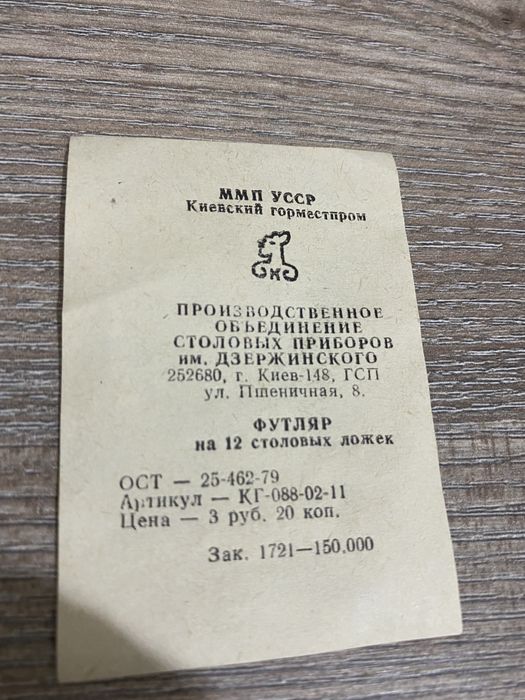 ММП УССР
Киевский горместпром
К
ПРОИЗВОДСТВЕННОЕ
ОБЪЕДИНЕНИЕ
СТОЛОВЫХ ПРИБОРОВ
им. ДЗЕРЖИНСКОГО
252680, г. Киев-148, ГСП
ул. Пшеничная, 8.
ФУТЛЯР
на 12 столовых ложек
ОСТ — 25-462-79
Артикул — КГ-088-02-11
Цена — 3 руб. 20 коп.
Зак. 1721—150.000